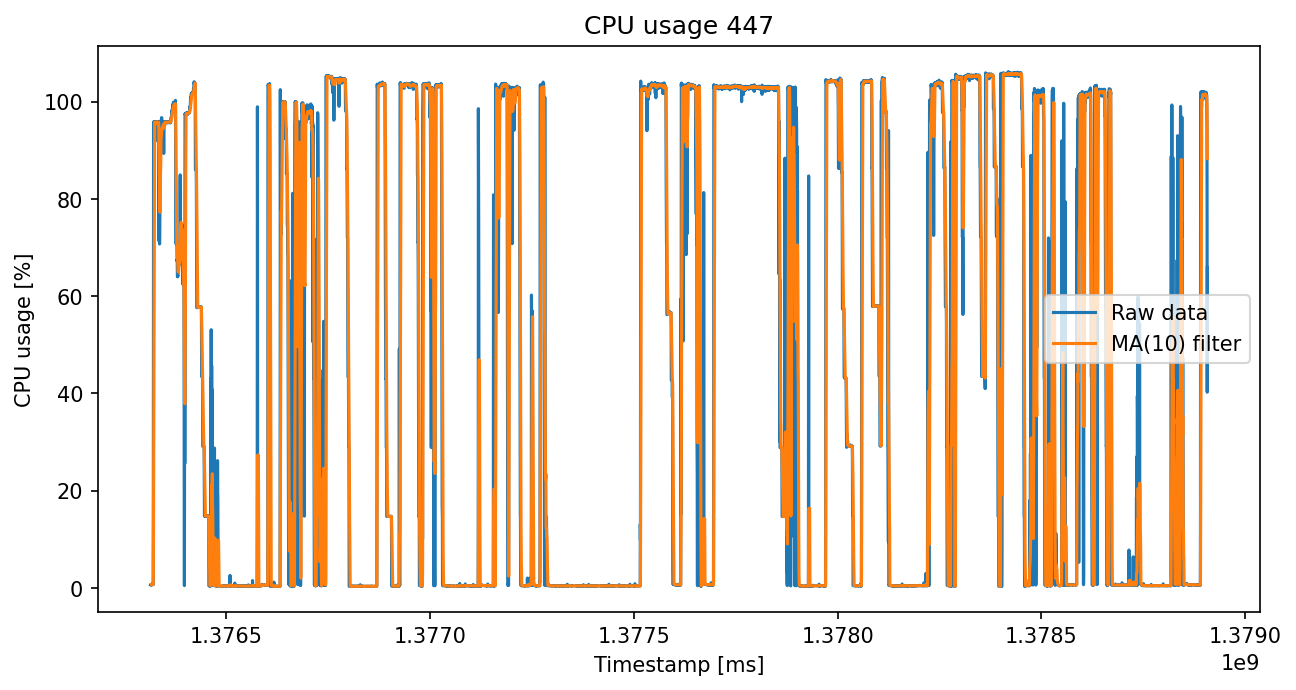 CPU usage 447
CPU usage [%]
100
80
60
40
20
0
Raw data
MA(10) filter
1.3765 1.3770 1.3775 1.3780 1.3785 1.3790
1e9
Timestamp [ms]